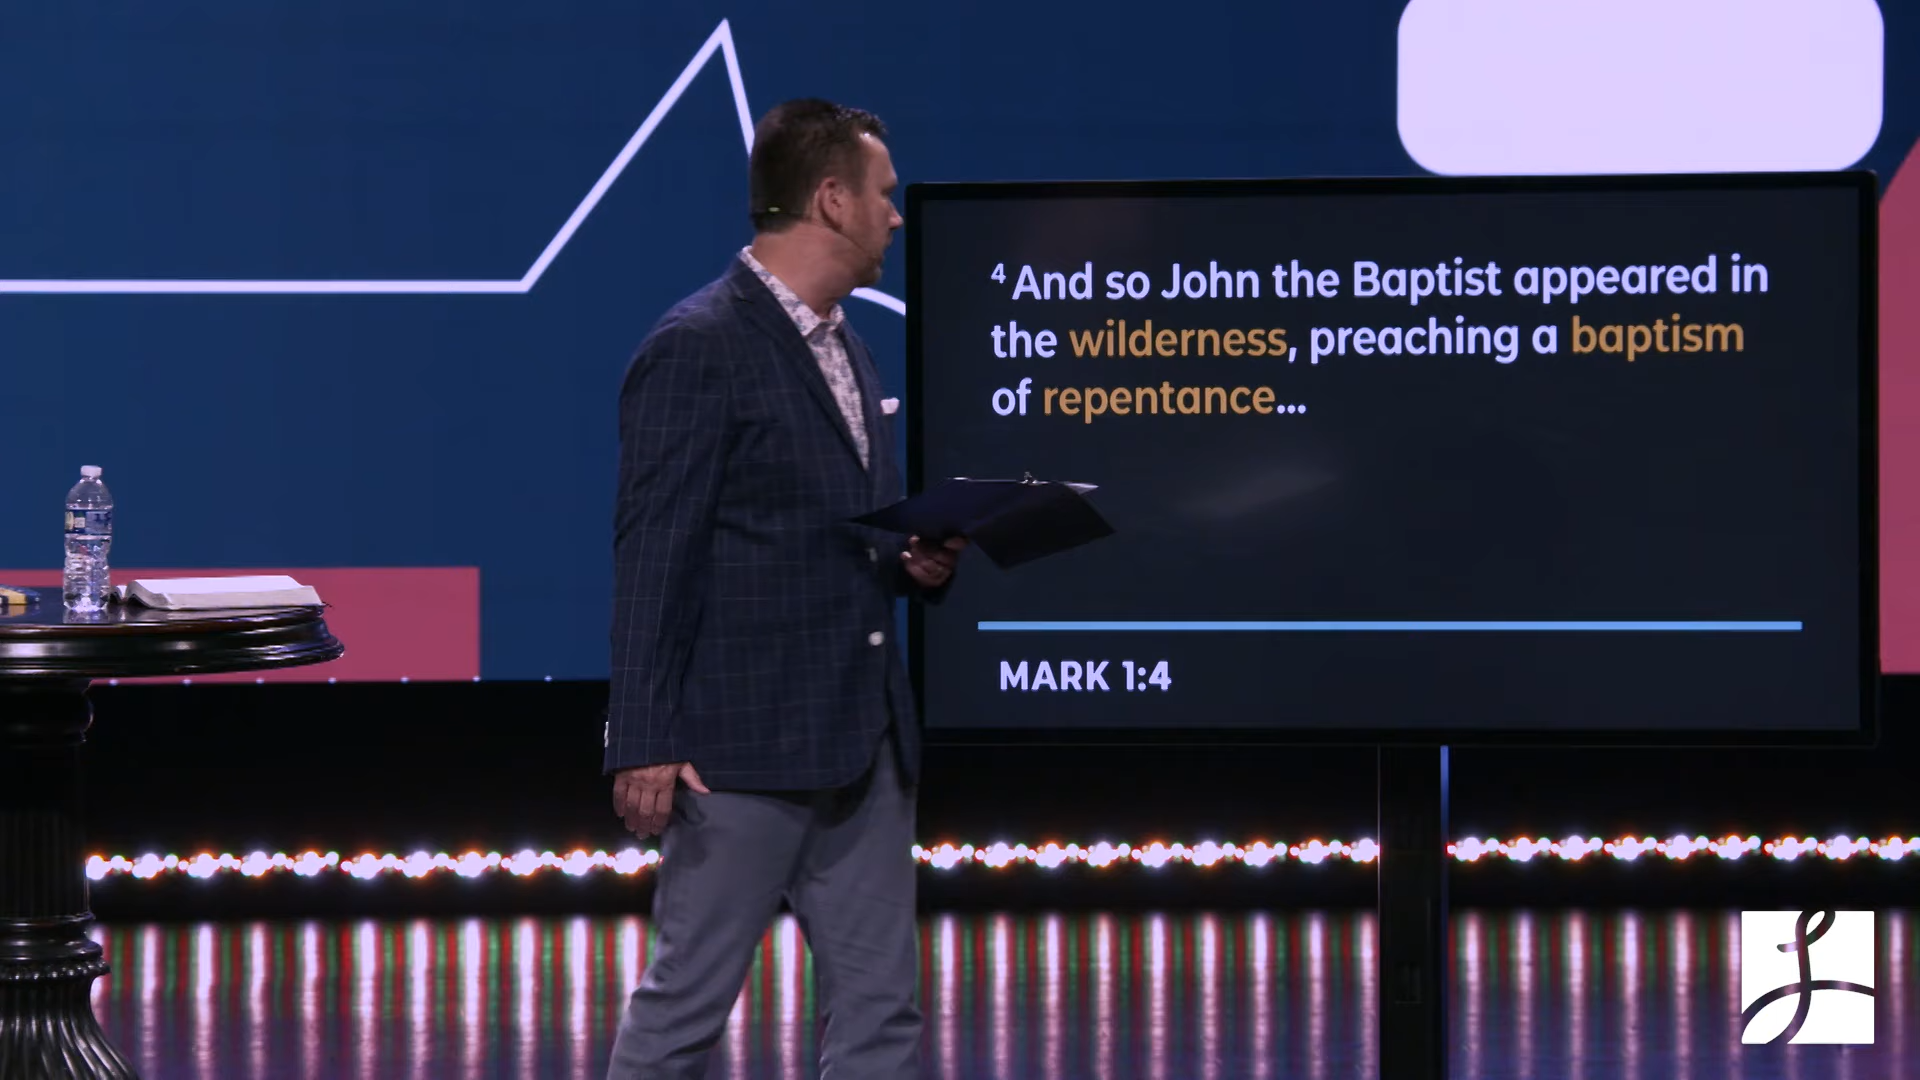 ⁴And so John the Baptist appeared in
the wilderness, preaching a baptism
of repentance...
MARK 1:4